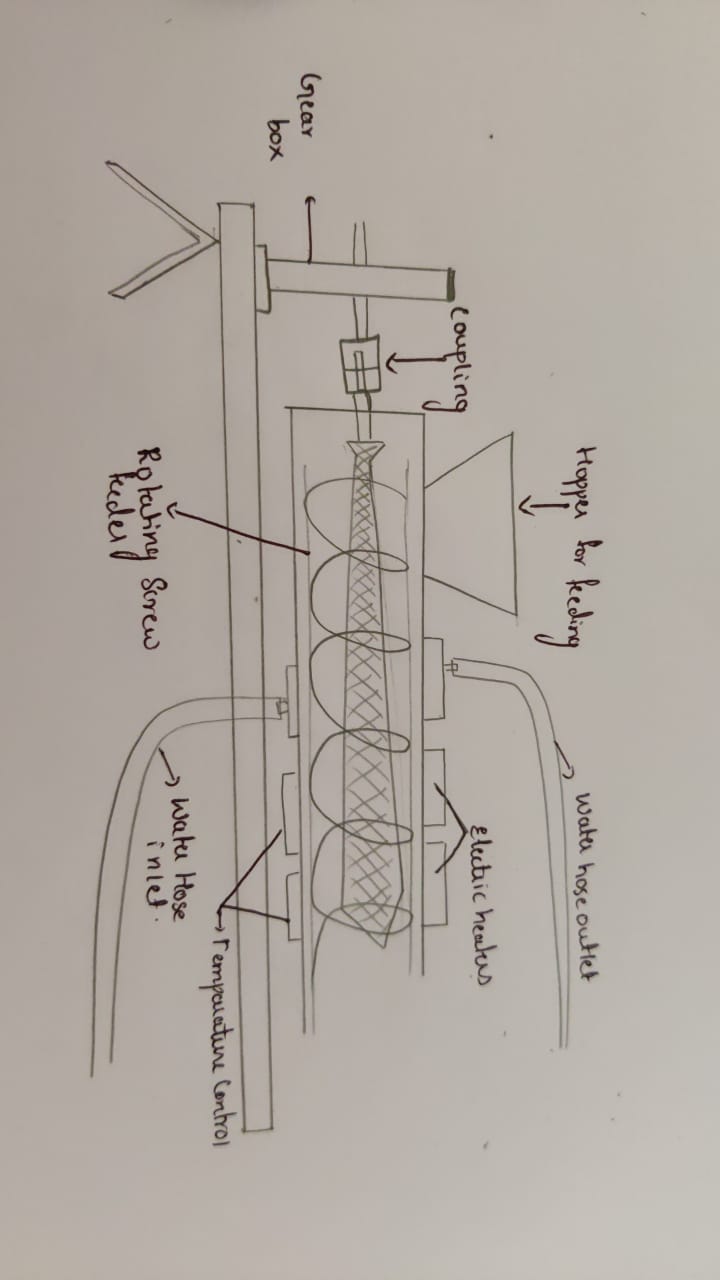 Hopper for feeding
Water hose outlet
Electric heaters
Coupling
Gear
box
Temperature Control
Water Hose
inlet.
Rotating Screw
feeder